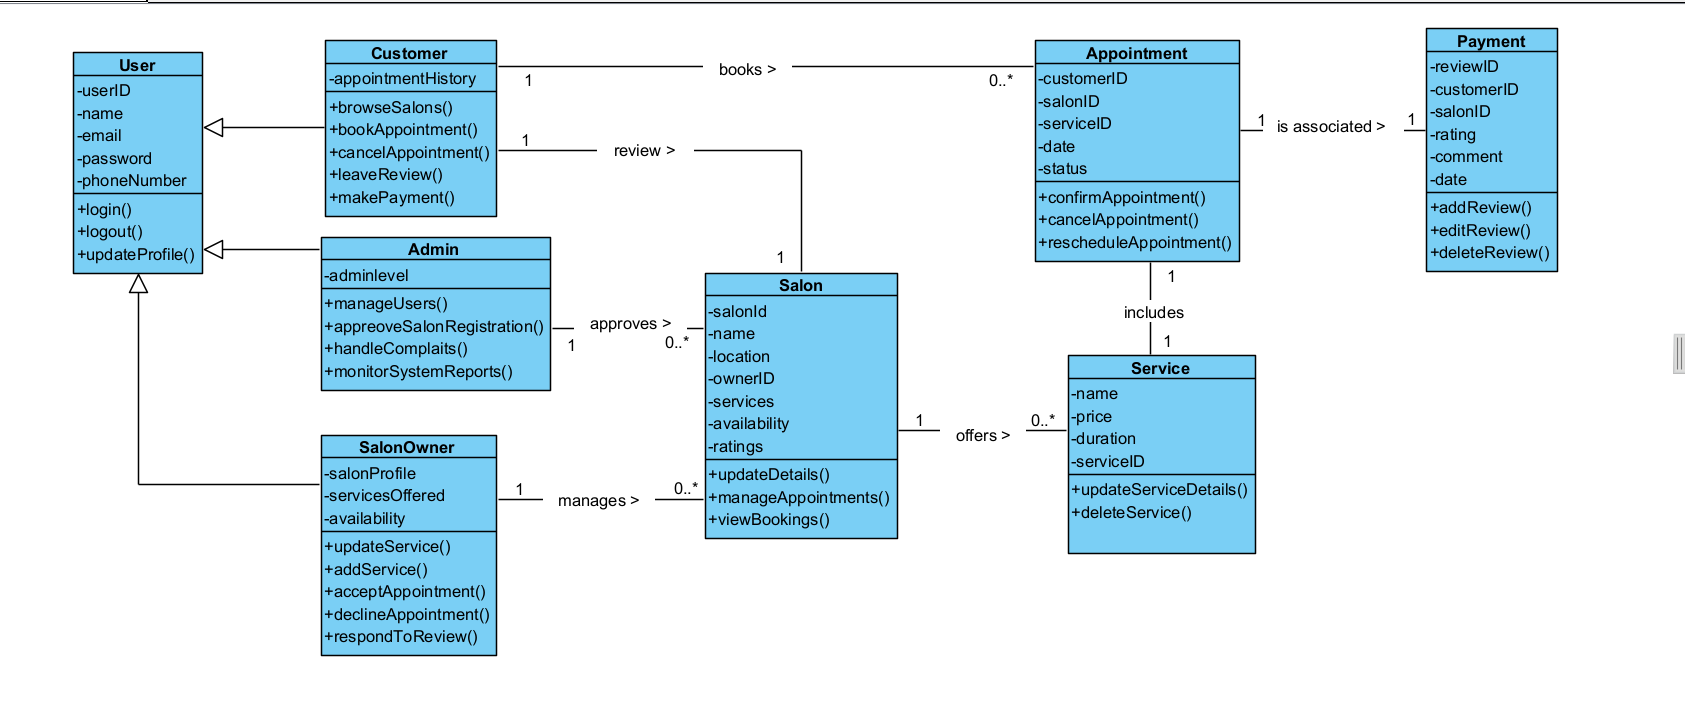 User
-userID
-name
-email
-password
-phoneNumber
+login()
+logout()
+updateProfile()
Customer
-appointmentHistory
+browseSalons()
+bookAppointment()
+cancelAppointment()
+leaveReview()
+makePayment()
1
books >
0..*
1
review >
1
Admin
-adminlevel
+manageUsers()
+appreoveSalonRegistration()
+handleComplaits()
+monitorSystemReports()
1
approves >
0..*
SalonOwner
-salonProfile
-servicesOffered
-availability
+updateService()
+addService()
+acceptAppointment()
+declineAppointment()
+respondToReview()
1
manages >
0..*
Salon
-salonId
-name
-location
-ownerID
-services
-availability
-ratings
+updateDetails()
+manageAppointments()
+viewBookings()
1
offers >
0..*
Appointment
-customerID
-salonID
-serviceID
-date
-status
+confirmAppointment()
+cancelAppointment()
+rescheduleAppointment()
1
is associated >
1
1
includes
1
Service
-name
-price
-duration
-serviceID
+updateServiceDetails()
+deleteService()
Payment
-reviewID
-customerID
-salonID
-rating
-comment
-date
+addReview()
+editReview()
+deleteReview()